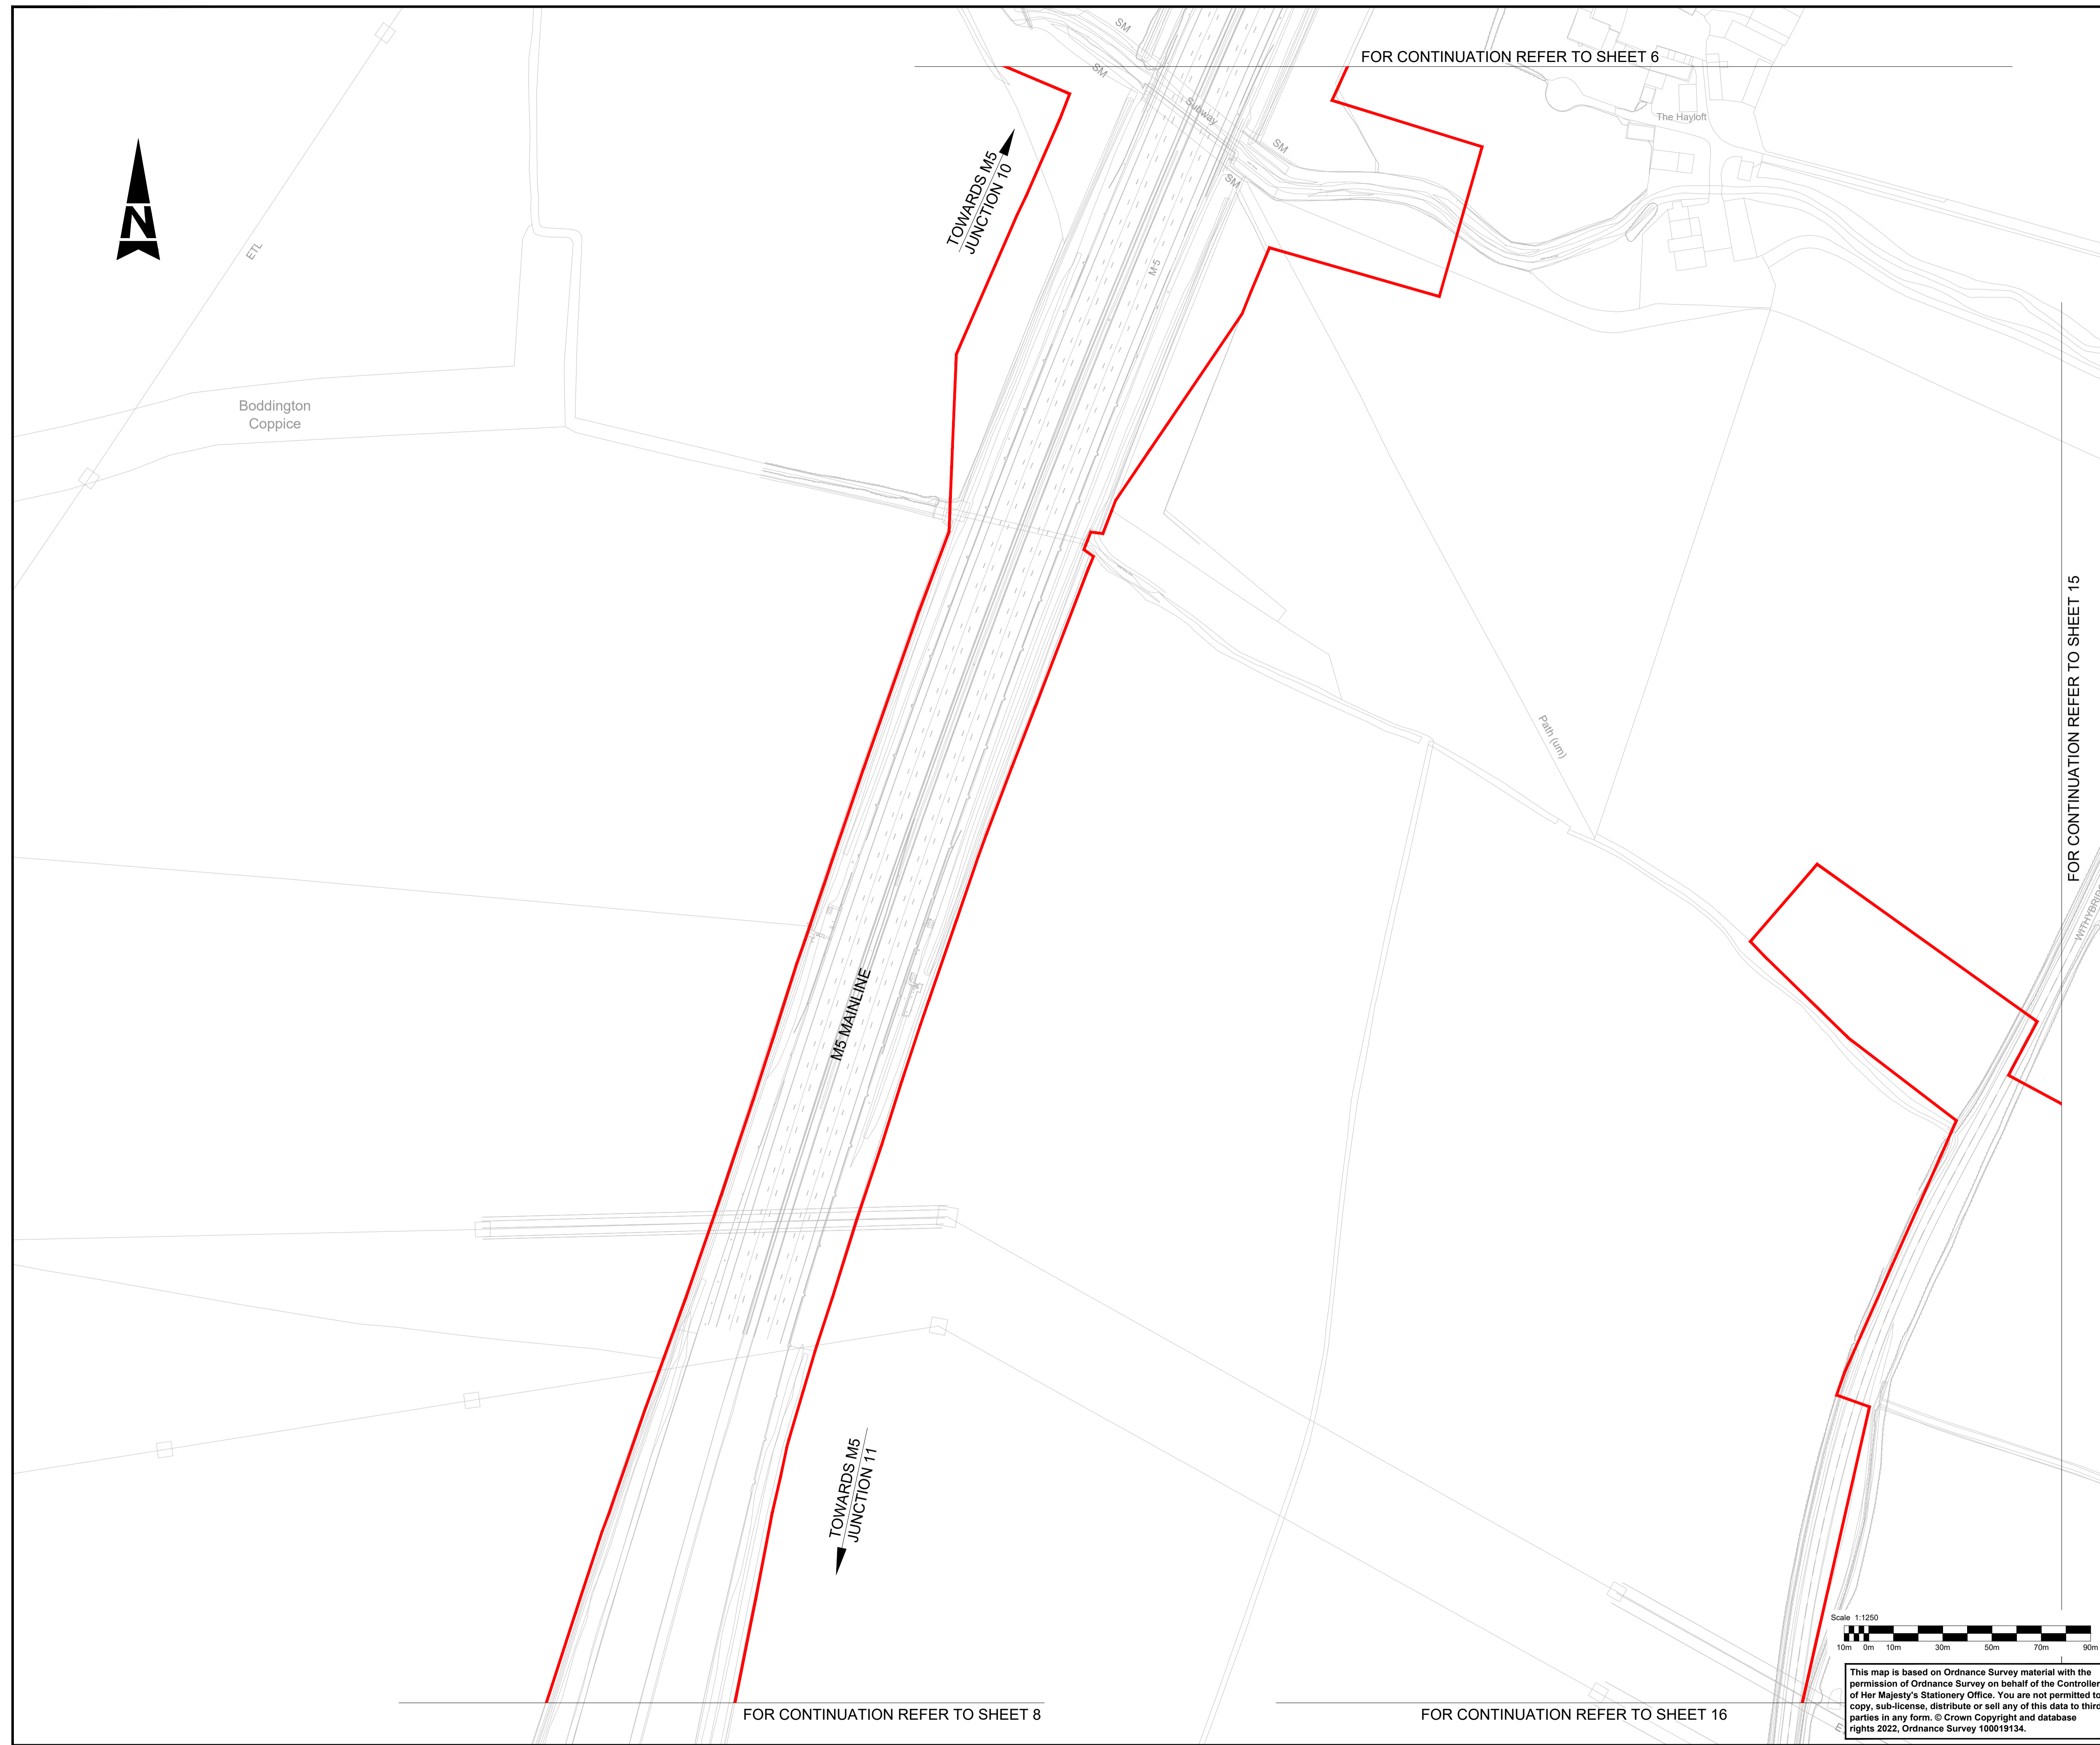 FOR CONTINUATION REFER TO SHEET 6
SM
SM
Subway
SM
SM
The Hayloft
N
TOWARDS M5
JUNCTION 10
ETL
M 5
Boddington
Coppice
FOR CONTINUATION REFER TO SHEET 15
Path (um)
M5 MAINLINE
TOWARDS M5
JUNCTION 11
Scale 1:1250
10m 0m 10m 30m 50m 70m 90m
This map is based on Ordnance Survey material with the
permission of Ordnance Survey on behalf of the Controller
of Her Majesty's Stationery Office. You are not permitted to
copy, sub-license, distribute or sell any of this data to third
parties in any form. © Crown Copyright and database
rights 2022, Ordnance Survey 100019134.
FOR CONTINUATION REFER TO SHEET 8
FOR CONTINUATION REFER TO SHEET 16